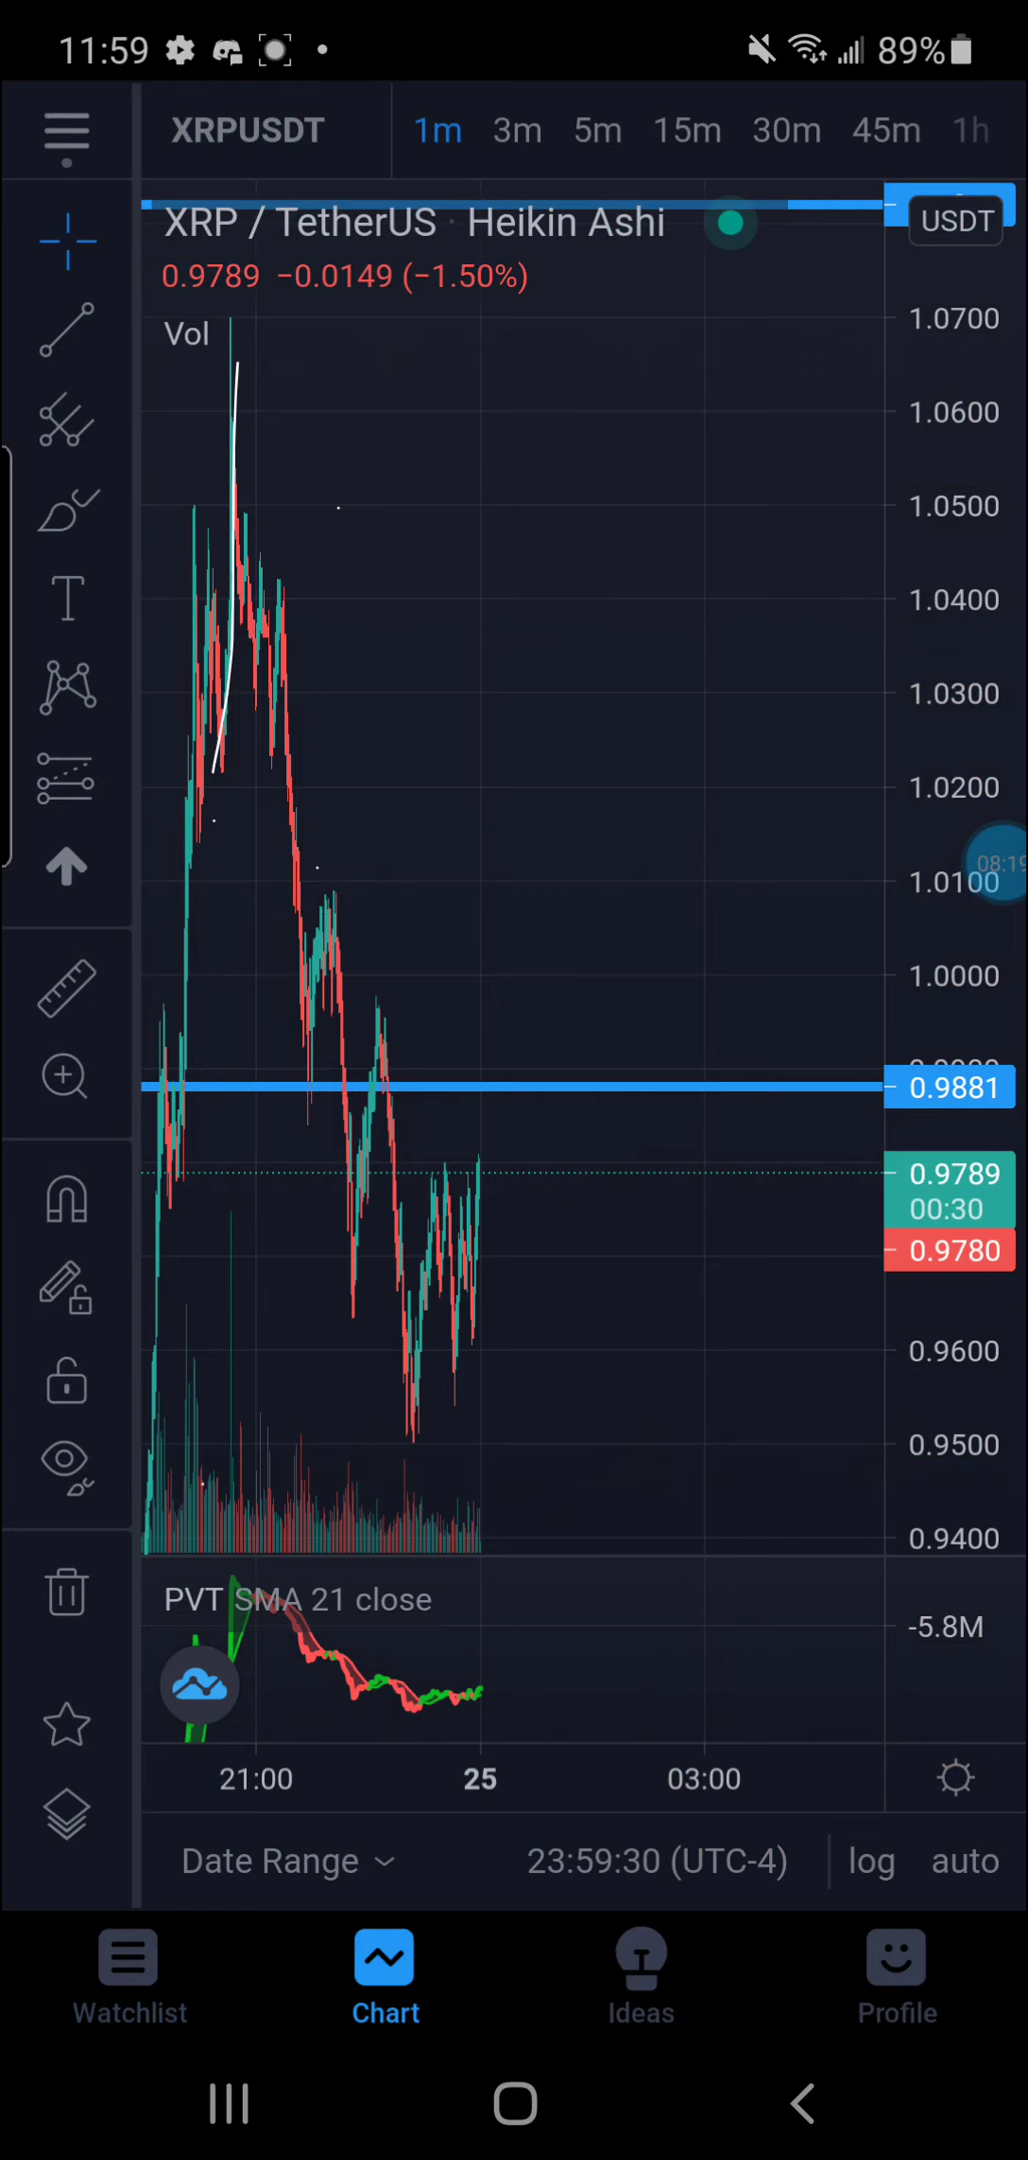 11:59 89%
XRPUSDT 1m 3m 5m 15m 30m 45m 1h
XRP / TetherUS · Heikin Ashi USDT
0.9789 −0.0149 (−1.50%)
Vol
1.0700
1.0600
1.0500
1.0400
1.0300
1.0200
08:19
1.0100
1.0000
0.9881
0.9789
00:30
0.9780
0.9600
0.9500
0.9400
PVT SMA 21 close
-5.8M
21:00 25 03:00
Date Range 23:59:30 (UTC-4) log auto
Watchlist Chart Ideas Profile